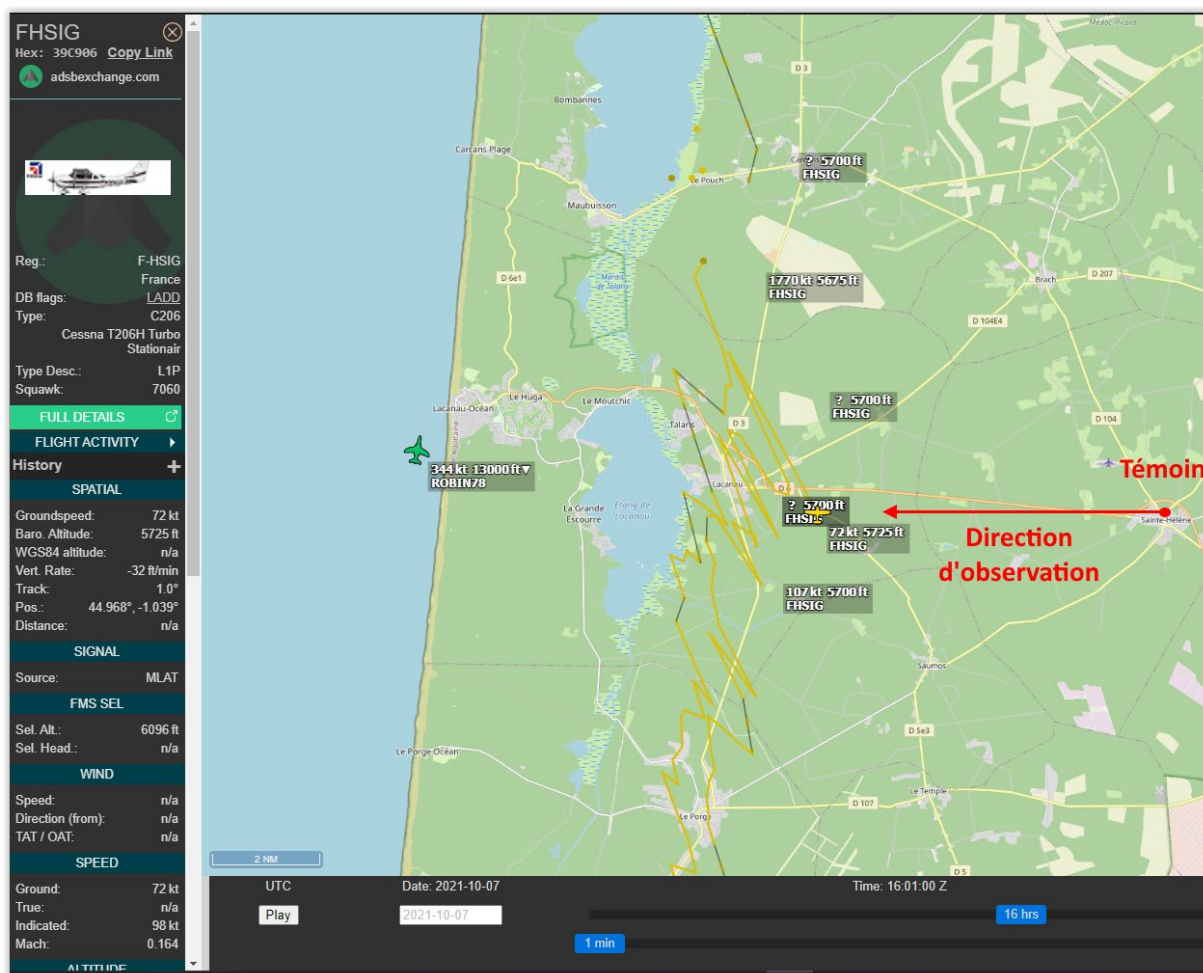 FHSIG
Hex: 39C906 Copy Link
adsbexchange.com
Reg.: F-HSIG
France
DB flags: LADD
Type: C206
Cessna T206H Turbo
Stationair
Type Desc.: L1P
Squawk: 7060
FULL DETAILS
FLIGHT ACTIVITY
History +
SPATIAL
Groundspeed: 72 kt
Baro. Altitude: 5725 ft
WGS84 altitude: n/a
Vert. Rate: -32 ft/min
Track: 1.0°
Pos.: 44.968°, -1.039°
Distance: n/a
SIGNAL
Source: MLAT
FMS SEL
Sel. Alt.: 6096 ft
Sel. Head.: n/a
WIND
Speed: n/a
Direction (from): n/a
TAT / OAT: n/a
SPEED
Ground: 72 kt
True: n/a
Indicated: 98 kt
Mach: 0.164
ALTITUDE
D 3
Bombannes
Carcans Plage
? 5700 ft
FHSIG
Le Pouch
Maubuisson
Marais
de Talaris
D 6e1
1770 kt 5675 ft
FHSIG
Brach
D 207
D 104E4
Lacanau-Océan
Le Huga
Le Moutchic
Talaris
D 3
? 5700 ft
FHSIG
D 104
344 kt 13000 ft▼
ROBIN78
Lacanau
D 6
Témoin
La Grande
Escourre
Étang de
Lacanau
? 5700 ft
FHSIG
72 kt 5725 ft
FHSIG
Sainte-Hélène
Direction
d'observation
107 kt 5700 ft
FHSIG
Saumos
D 5e3
Le Porge Océan
Le Temple
D 107
Le Porge
D 5
2 NM
UTC
Date: 2021-10-07
Time: 16:01:00 Z
Play
2021-10-07
16 hrs
1 min